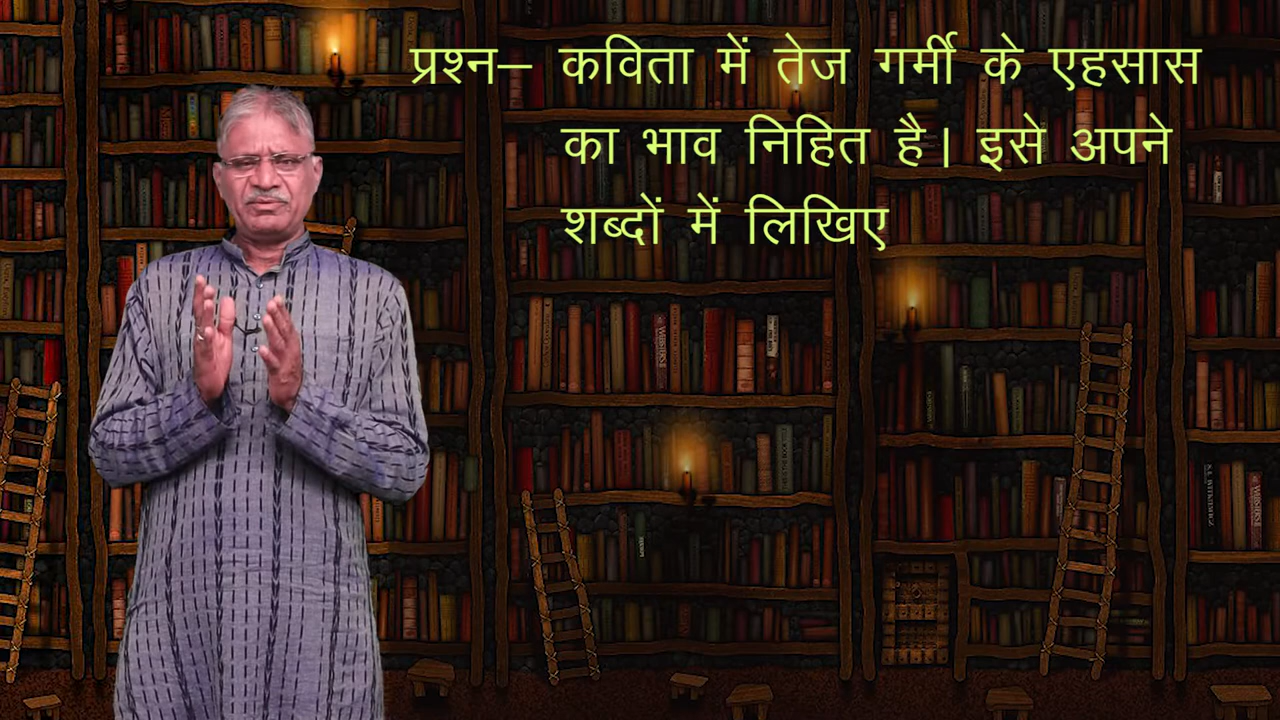 प्रश्न– कविता में तेज गर्मी के एहसास
का भाव निहित है। इसे अपने
शब्दों में लिखिए